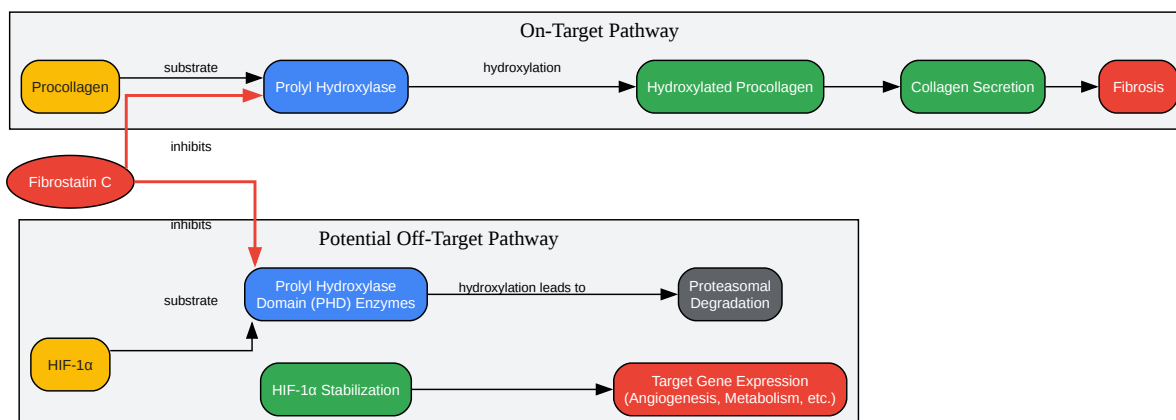 On-Target Pathway
Procollagen
substrate
Prolyl Hydroxylase
hydroxylation
Hydroxylated Procollagen
Collagen Secretion
Fibrosis
inhibits
Fibrostatin C
inhibits
Potential Off-Target Pathway
substrate
Prolyl Hydroxylase
Domain (PHD) Enzymes
hydroxylation leads to
Proteasomal
Degradation
HIF-1α
HIF-1α Stabilization
Target Gene Expression
(Angiogenesis, Metabolism, etc.)